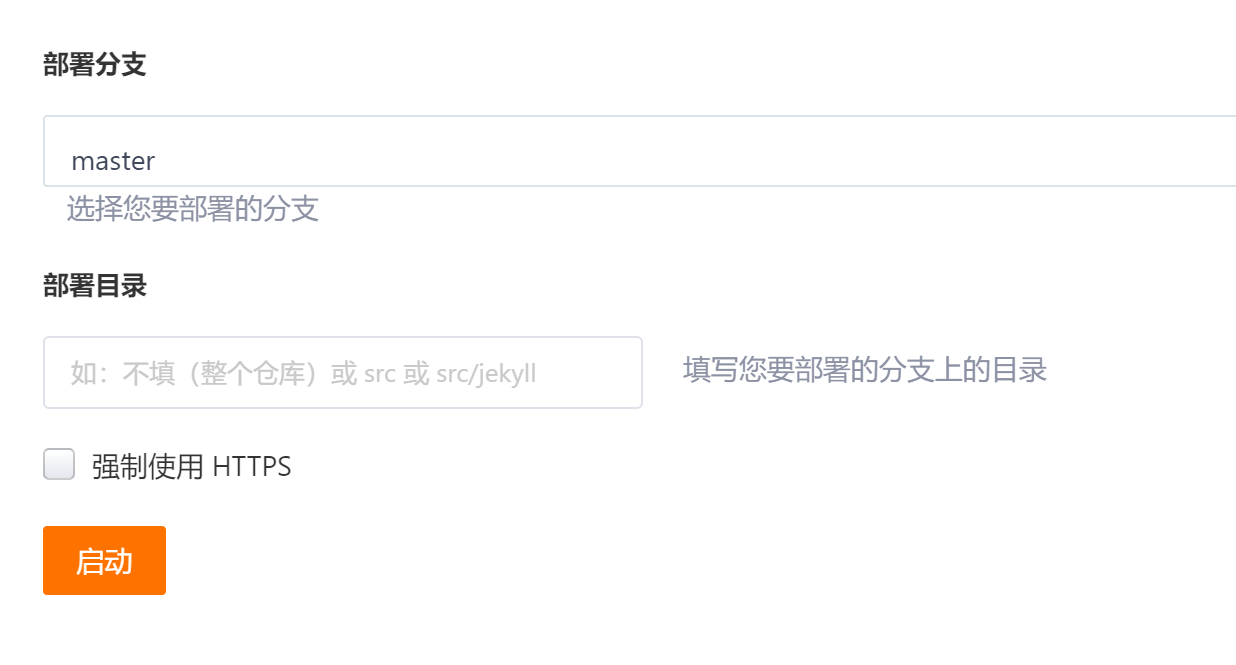 部署分支
master
选择您要部署的分支
部署目录
如：不填（整个仓库）或 src 或 src/jekyll
填写您要部署的分支上的目录
强制使用 HTTPS
启动